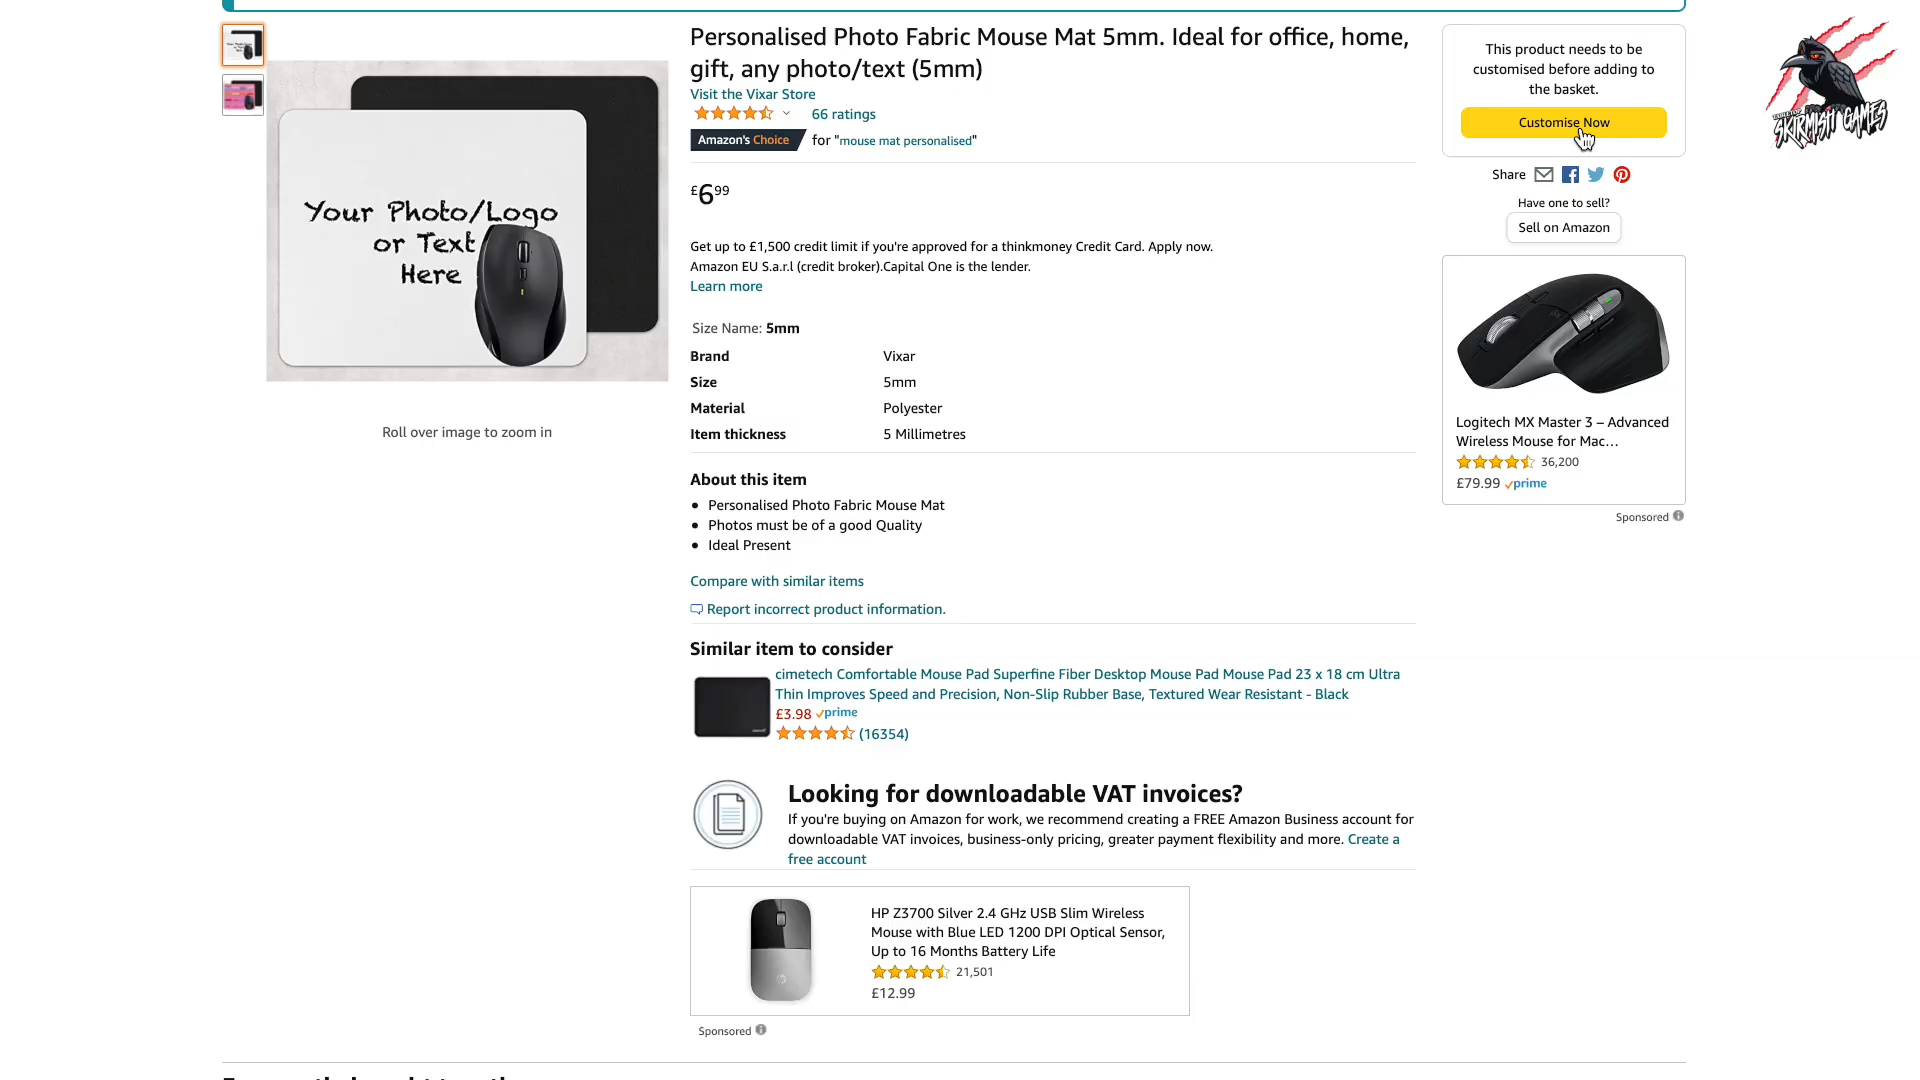 Personalised Photo Fabric Mouse Mat 5mm. Ideal for office, home,
gift, any photo/text (5mm)
Visit the Vixar Store
66 ratings
Amazon's Choice for "mouse mat personalised"
£6 99
Get up to £1,500 credit limit if you're approved for a thinkmoney Credit Card. Apply now.
Amazon EU S.a.r.l (credit broker).Capital One is the lender.
Learn more
Size Name: 5mm
Brand Vixar
Size 5mm
Material Polyester
Item thickness 5 Millimetres
About this item
Personalised Photo Fabric Mouse Mat
Photos must be of a good Quality
Ideal Present
Compare with similar items
Report incorrect product information.
Similar item to consider
cimetech Comfortable Mouse Pad Superfine Fiber Desktop Mouse Pad Mouse Pad 23 x 18 cm Ultra
Thin Improves Speed and Precision, Non-Slip Rubber Base, Textured Wear Resistant - Black
£3.98 prime
(16354)
Looking for downloadable VAT invoices?
If you're buying on Amazon for work, we recommend creating a FREE Amazon Business account for
downloadable VAT invoices, business-only pricing, greater payment flexibility and more. Create a
free account
HP Z3700 Silver 2.4 GHz USB Slim Wireless
Mouse with Blue LED 1200 DPI Optical Sensor,
Up to 16 Months Battery Life
21,501
£12.99
Sponsored
Your Photo/Logo
or Text
Here
Roll over image to zoom in
This product needs to be
customised before adding to
the basket.
Customise Now
Share
Have one to sell?
Sell on Amazon
Logitech MX Master 3 – Advanced
Wireless Mouse for Mac…
36,200
£79.99 prime
Sponsored
SKIRMISH GAMES